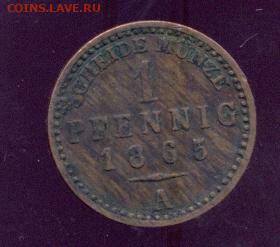 COINS.LAVE.RU
SCHEIDE MÜNZE
1
PFENNIG
1865
A